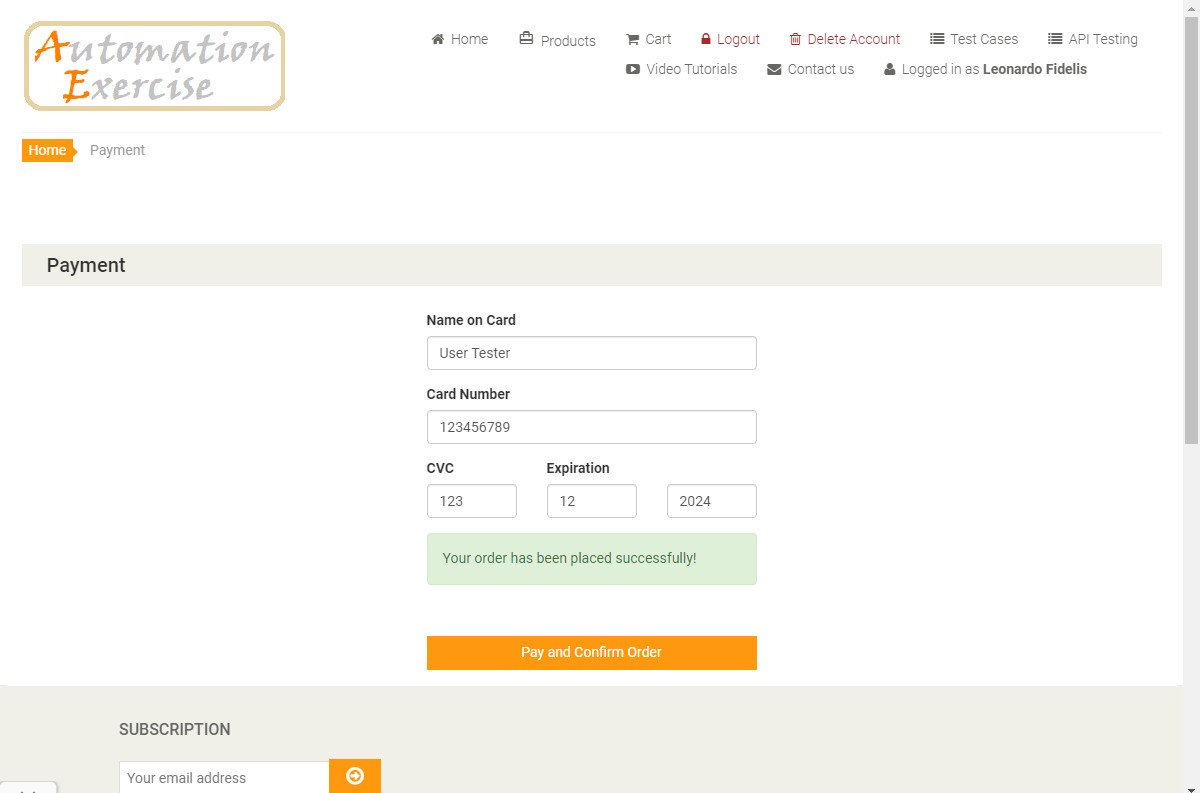 Automation
Exercise
Home Products Cart Logout Delete Account Test Cases API Testing
Video Tutorials Contact us Logged in as Leonardo Fidelis
Home Payment
Payment
Name on Card
User Tester
Card Number
123456789
CVC Expiration
123 12 2024
Your order has been placed successfully!
Pay and Confirm Order
SUBSCRIPTION
Your email address